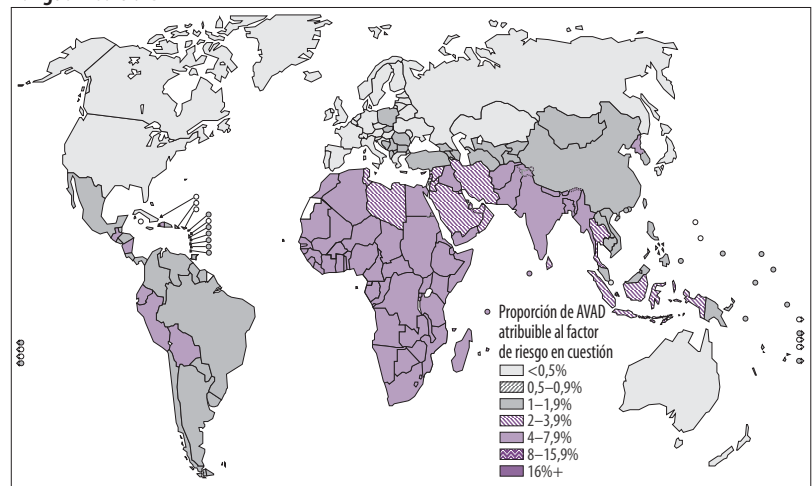 Proporción de AVAD
atribuible al factor
de riesgo en cuestión
<0,5%
0,5–0,9%
1–1,9%
2–3,9%
4–7,9%
8–15,9%
16%+